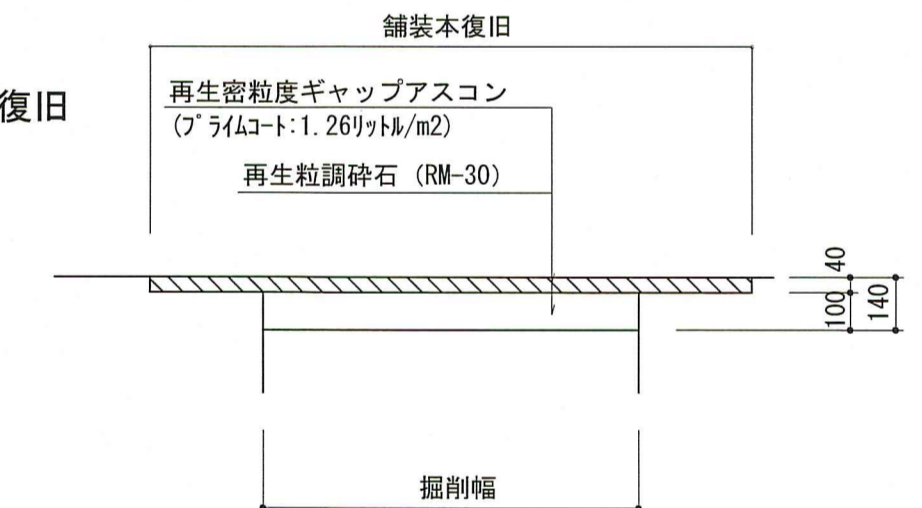 舗装本復旧
復旧
再生密粒度ギャップアスコン
(プライムコート:1.26リットル/m2)
再生粒調砕石 (RM-30)
40
100
140
掘削幅